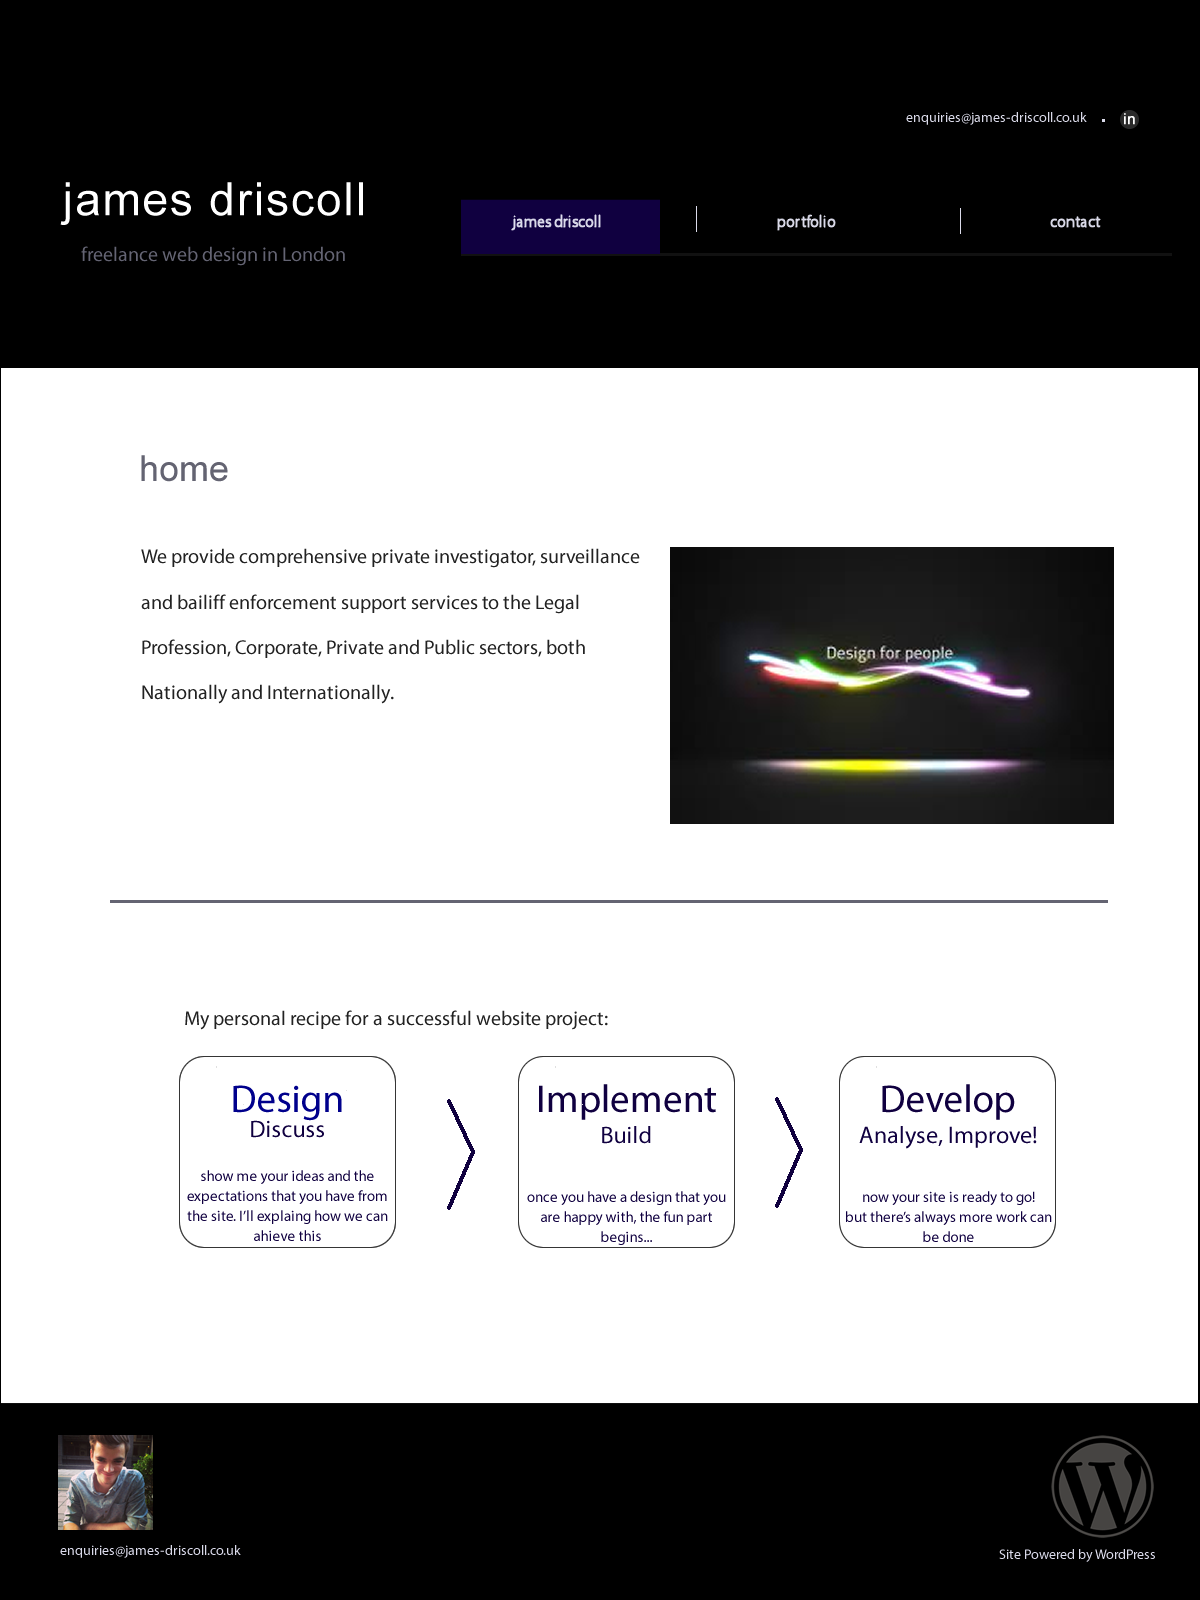 enquiries@james-driscoll.co.uk
in
james driscoll
freelance web design in London
james driscoll
portfolio
contact
home
We provide comprehensive private investigator, surveillance
and bailiff enforcement support services to the Legal
Profession, Corporate, Private and Public sectors, both
Nationally and Internationally.
Design for people
My personal recipe for a successful website project:
Design
Discuss
show me your ideas and the
expectations that you have from
the site. I'll explaing how we can
ahieve this
Implement
Build
once you have a design that you
are happy with, the fun part
begins...
Develop
Analyse, Improve!
now your site is ready to go!
but there's always more work can
be done
enquiries@james-driscoll.co.uk
W
Site Powered by WordPress